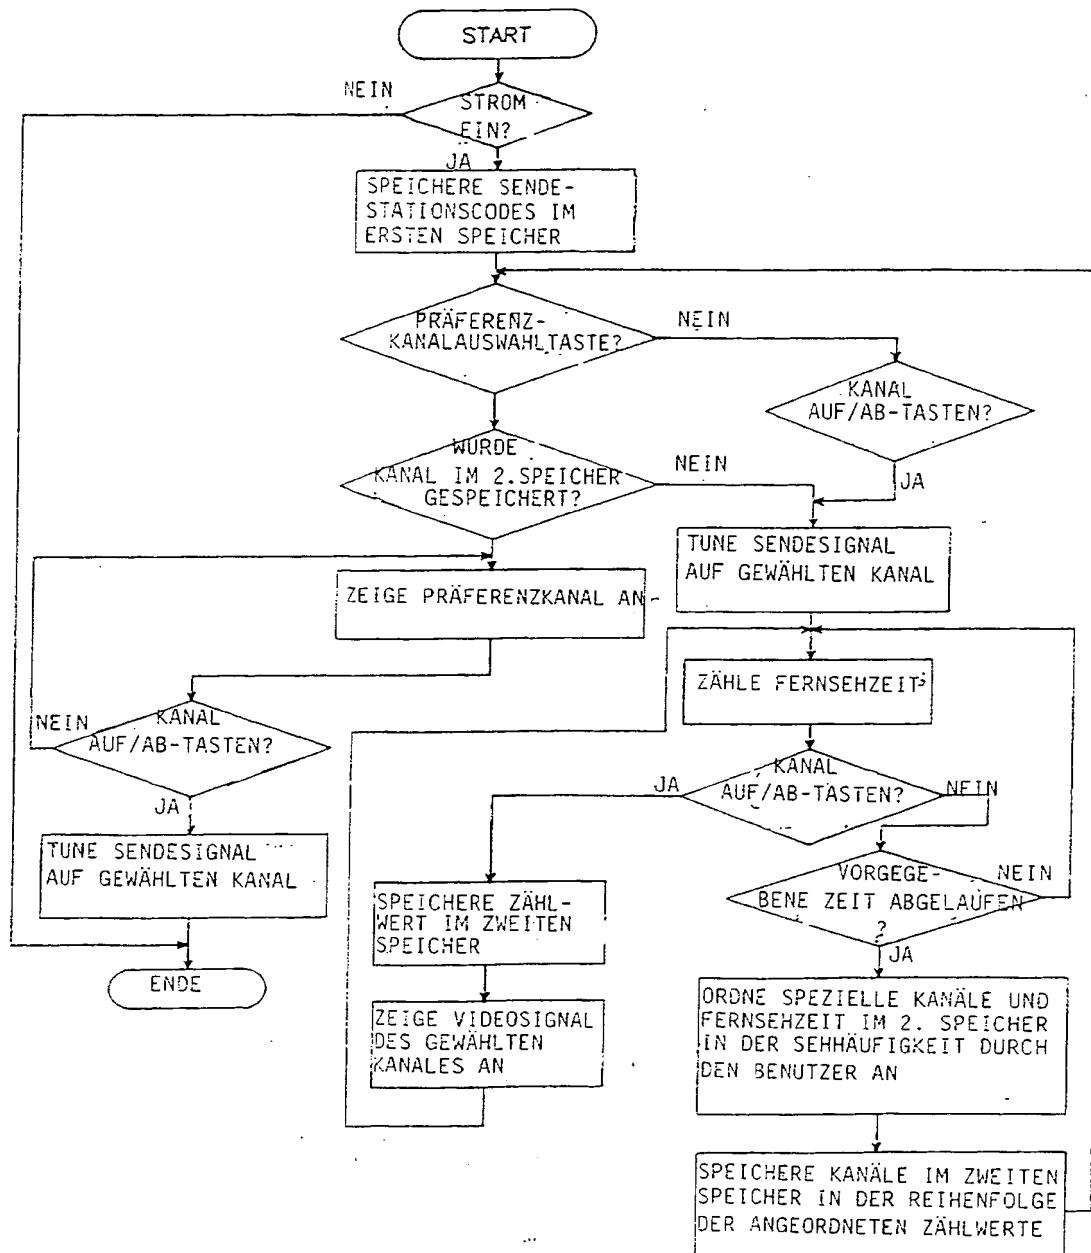 START
NEIN
STROM
EIN?
JA
SPEICHERE SENDE-
STATIONSCODES IM
ERSTEN SPEICHER
PRÄFERENZ-
KANALAUSWAHLTASTE?
NEIN
KANAL
AUF/AB-TASTEN?
JA
WURDE
KANAL IM 2.SPEICHER
GESPEICHERT?
NEIN
TUNE SENDESIGNAL
AUF GEWÄHLTEN KANAL
ZEIGE PRÄFERENZKANAL AN
ZÄHLE FERNSEHZEIT
NEIN
KANAL
AUF/AB-TASTEN?
JA
TUNE SENDESIGNAL
AUF GEWÄHLTEN KANAL
ENDE
JA
KANAL
AUF/AB-TASTEN?
NEIN
VORGEGE-
BENE ZEIT ABGELAUFEN
?
NEIN
JA
SPEICHERE ZÄHL-
WERT IM ZWEITEN
SPEICHER
ZEIGE VIDEOSIGNAL
DES GEWÄHLTEN
KANALES AN
ORDNE SPEZIELLE KANÄLE UND
FERNSEHZEIT IM 2. SPEICHER
IN DER SEHHÄUFIGKEIT DURCH
DEN BENUTZER AN
SPEICHERE KANÄLE IM ZWEITEN
SPEICHER IN DER REIHENFOLGE
DER ANGEORDNETEN ZÄHLWERTE